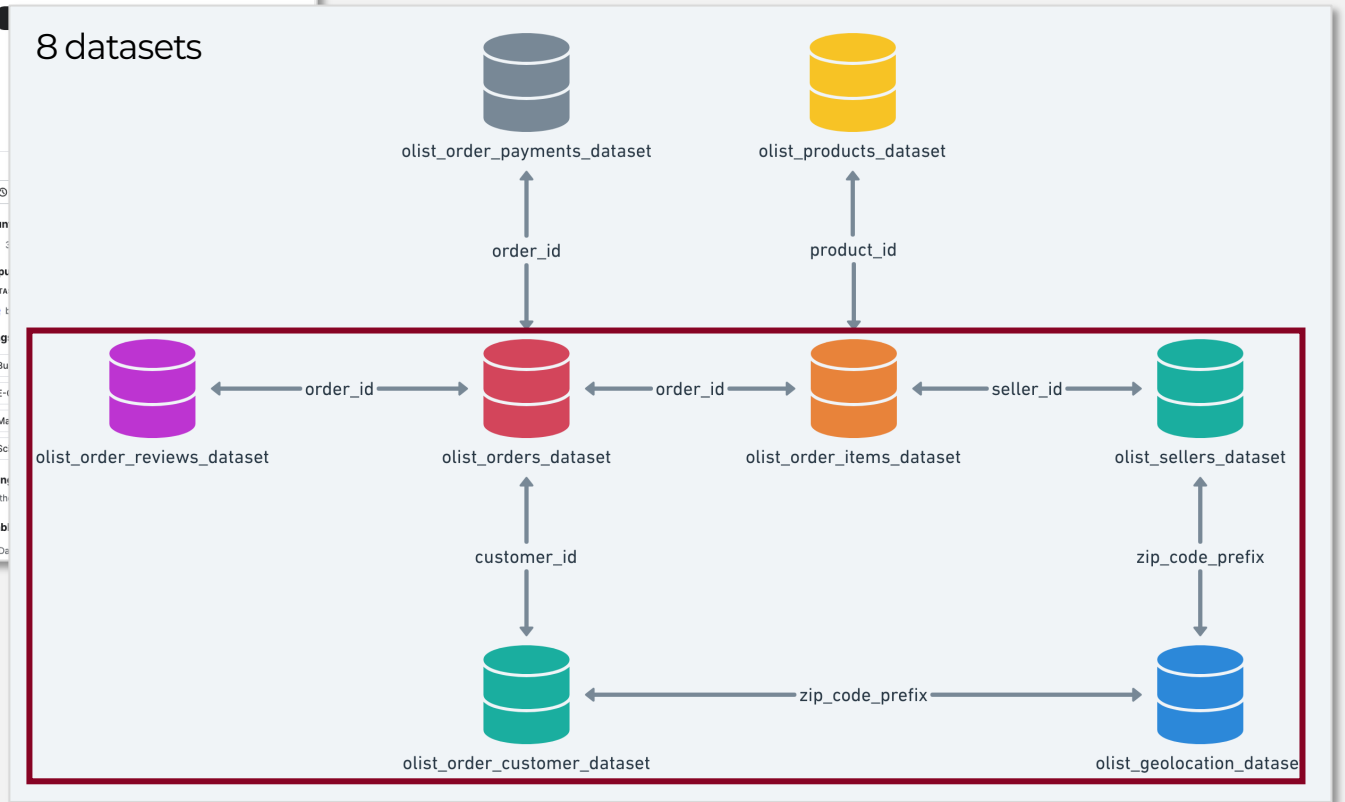 8 datasets
olist_order_payments_dataset
olist_products_dataset
order_id
product_id
order_id
order_id
seller_id
olist_order_reviews_dataset
olist_orders_dataset
olist_order_items_dataset
olist_sellers_dataset
customer_id
zip_code_prefix
zip_code_prefix
olist_order_customer_dataset
olist_geolocation_datase